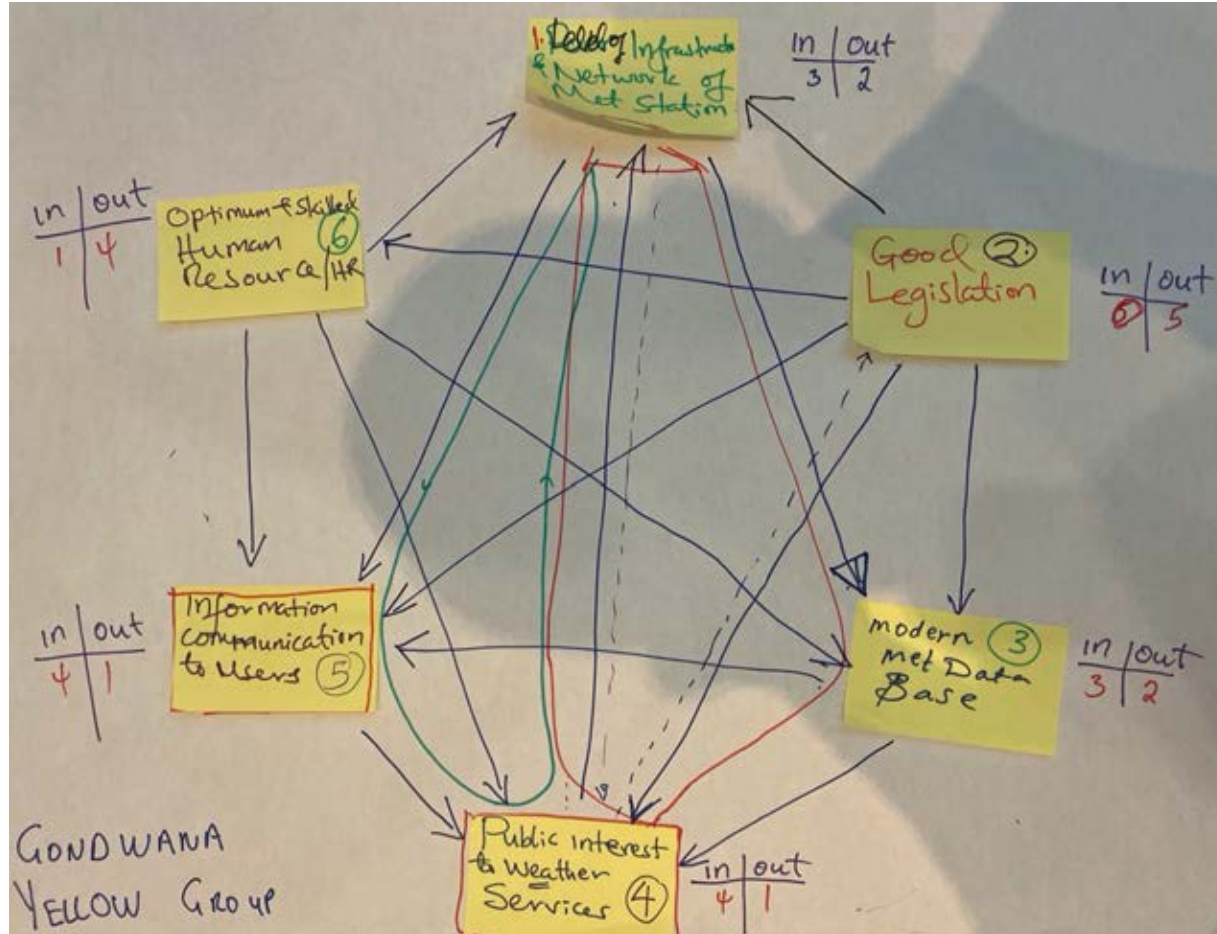 1. Develop Infrastruct
& Network of
Met Station
in | out
3 | 2
in | out
1 | 4
Optimum & Skilled
Human 6
Resource/HR
Good 2.
Legislation
in | out
0 | 5
Information
communication
to Users 5
in | out
4 | 1
modern 3
met Data
Base
in | out
3 | 2
Public interest
to Weather
Services 4
in | out
4 | 1
GONDWANA
YELLOW GROUP